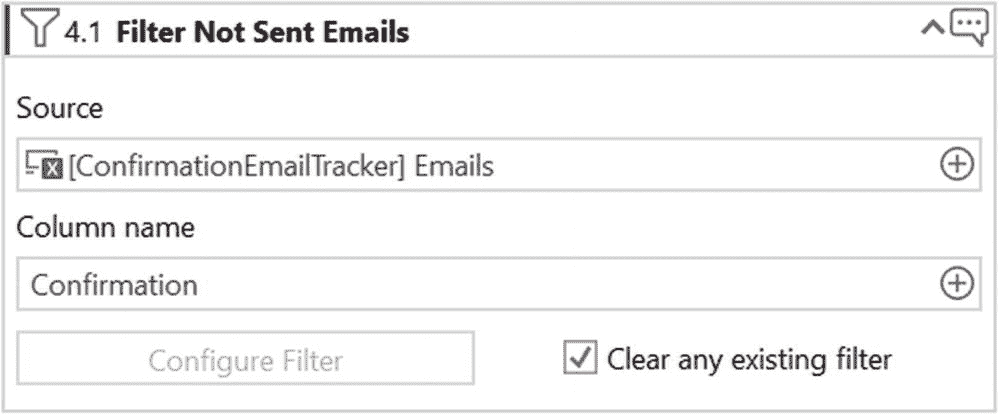 4.1 Filter Not Sent Emails
Source
[ConfirmationEmailTracker] Emails
Column name
Confirmation
Configure Filter
Clear any existing filter